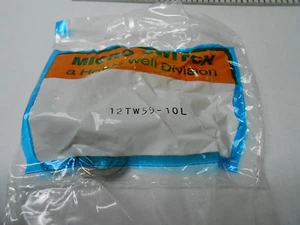 MICRO SWITCH
a Honeywell Division
12TW59-10L